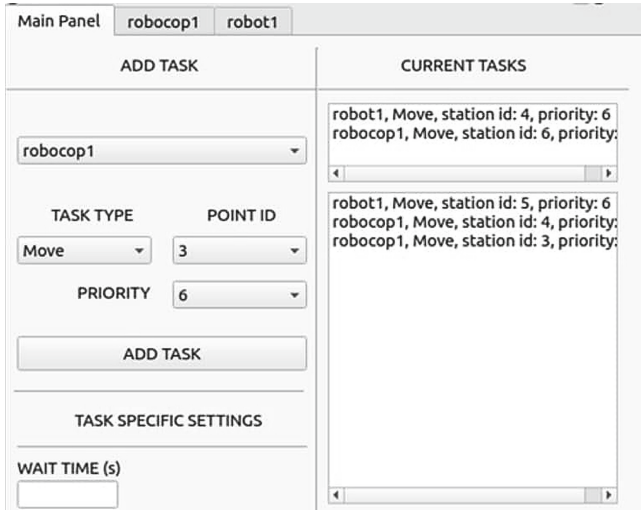 Main Panel robocop1 robot1
ADD TASK
robocop1
TASK TYPE POINT ID
Move 3
PRIORITY 6
ADD TASK
TASK SPECIFIC SETTINGS
WAIT TIME (s)
CURRENT TASKS
robot1, Move, station id: 4, priority: 6
robocop1, Move, station id: 6, priority:
robot1, Move, station id: 5, priority: 6
robocop1, Move, station id: 4, priority:
robocop1, Move, station id: 3, priority: